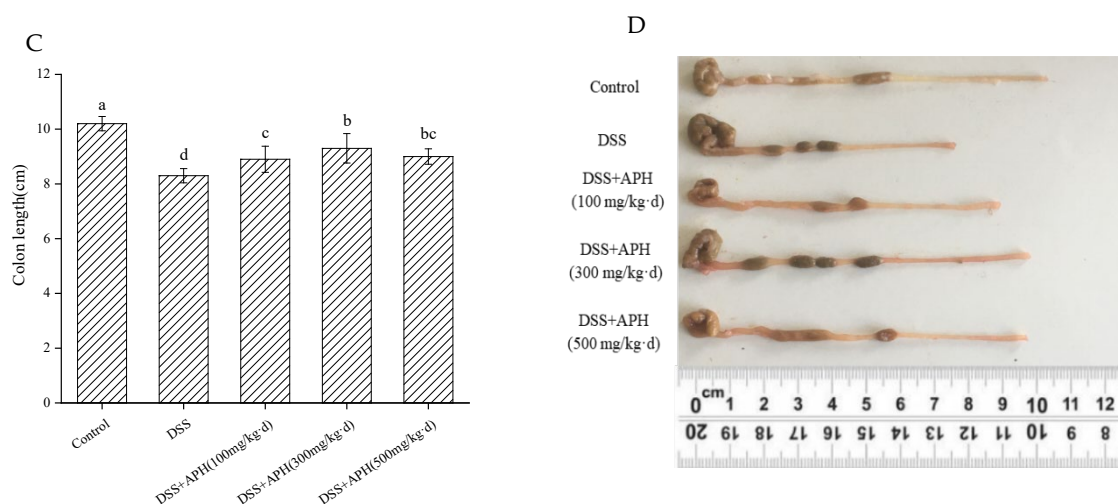 C
12
10
8
6
4
2
0
Colon length(cm)
a
d
c
b
bc
Control
DSS
DSS+APH(100mg/kg·d)
DSS+APH(300mg/kg·d)
DSS+APH(500mg/kg·d)
D
Control
DSS
DSS+APH
(100 mg/kg·d)
DSS+APH
(300 mg/kg·d)
DSS+APH
(500 mg/kg·d)
0 cm 1 2 3 4 5 6 7 8 9 10 11 12
20 19 18 17 16 15 14 13 12 11 10 9 8